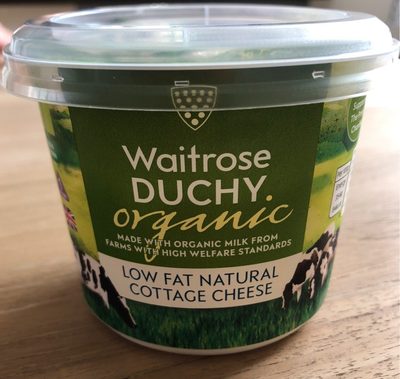 Waitrose
DUCHY
organic
MADE WITH ORGANIC MILK FROM
FARMS WITH HIGH WELFARE STANDARDS
LOW FAT NATURAL
COTTAGE CHEESE